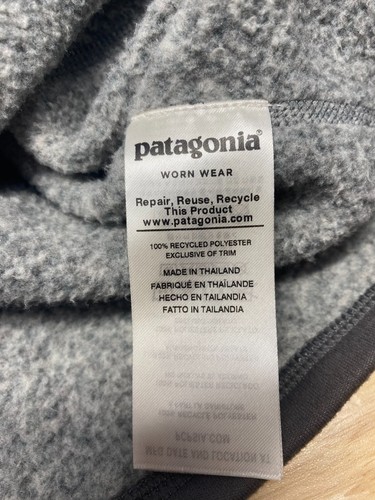 patagonia®
WORN WEAR
Repair, Reuse, Recycle
This Product
www.patagonia.com
100% RECYCLED POLYESTER
EXCLUSIVE OF TRIM
MADE IN THAILAND
FABRIQUÉ EN THAÏLANDE
HECHO EN TAILANDIA
FATTO IN TAILANDIA